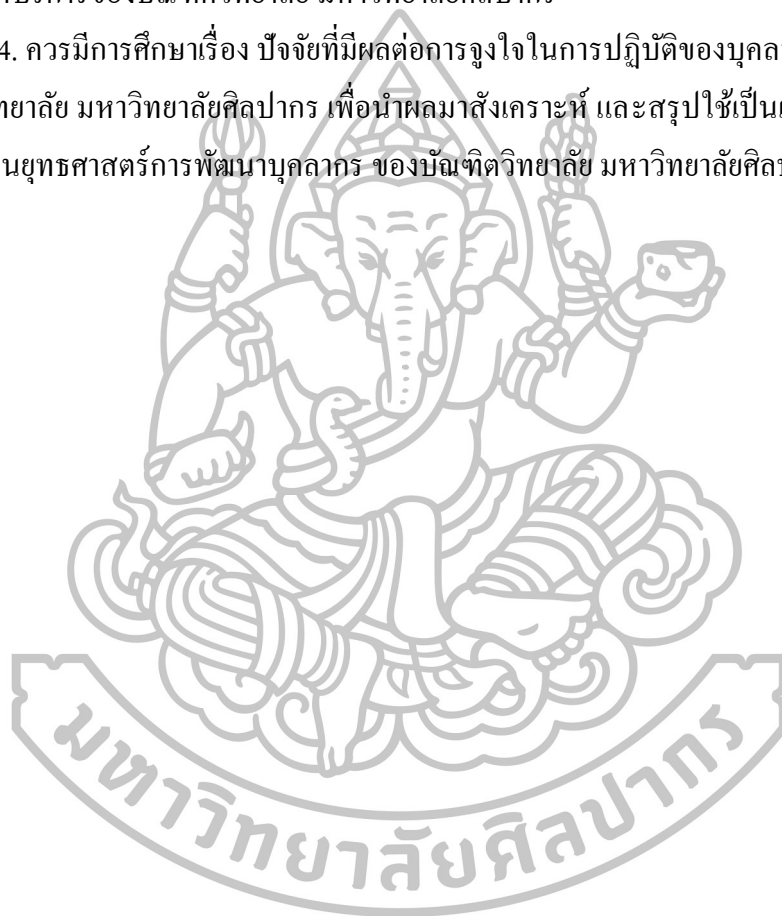 4. ควรมีการศึกษาเรื่อง ปัจจัยที่มีผลต่อการจูงใจในการปฏิบัติของบุคลา
ทยาลัย มหาวิทยาลัยศิลปากร เพื่อนำผลมาสังเคราะห์ และสรุปใช้เป็น
นยุทธศาสตร์การพัฒนาบุคลากร ของบัณฑิตวิทยาลัย มหาวิทยาลัยศิลป
มหาวิทยาลัยศิลปากร